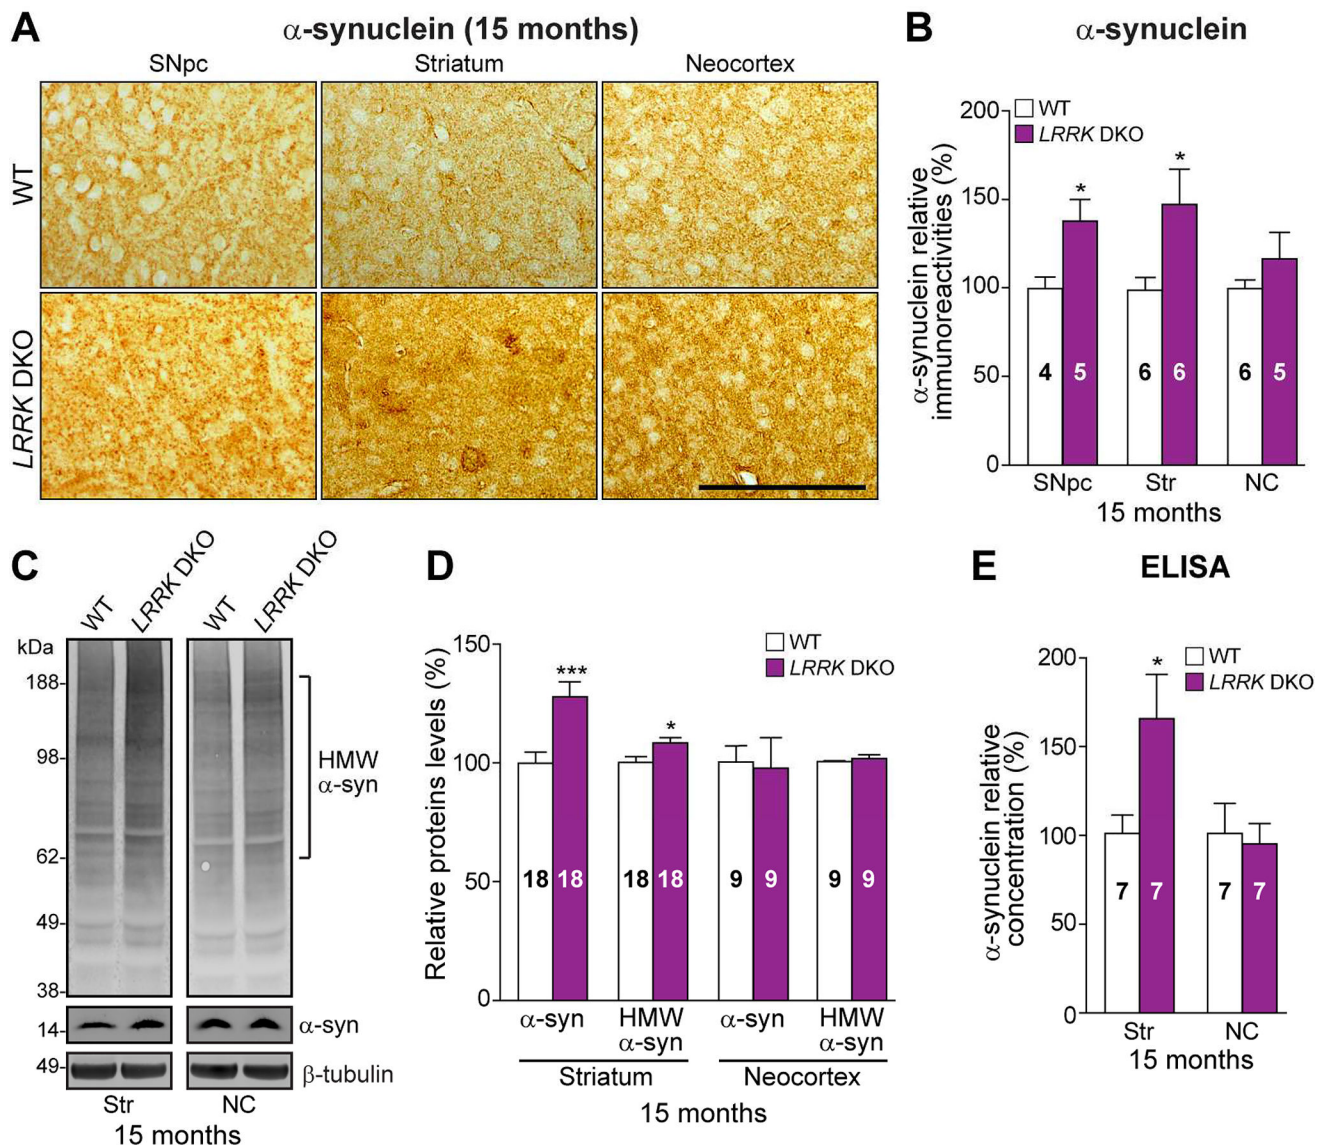 A
α-synuclein (15 months)
SNpc
Striatum
Neocortex
WT
LRRK DKO
B
α-synuclein
WT
LRRK DKO
α-synuclein relative
immunoreactivities (%)
200
150
100
50
0
*
*
4
5
6
6
6
5
SNpc
Str
NC
15 months
C
WT
LRRK DKO
WT
LRRK DKO
kDa
188-
98-
62-
49-
38-
14-
49-
HMW
α-syn
α-syn
β-tubulin
Str
NC
15 months
D
WT
LRRK DKO
Relative proteins levels (%)
150
100
50
0
***
*
18
18
18
18
9
9
9
9
α-syn
HMW
α-syn
α-syn
HMW
α-syn
Striatum
Neocortex
15 months
E
ELISA
WT
LRRK DKO
α-synuclein relative
concentration (%)
200
150
100
50
0
*
7
7
7
7
Str
NC
15 months